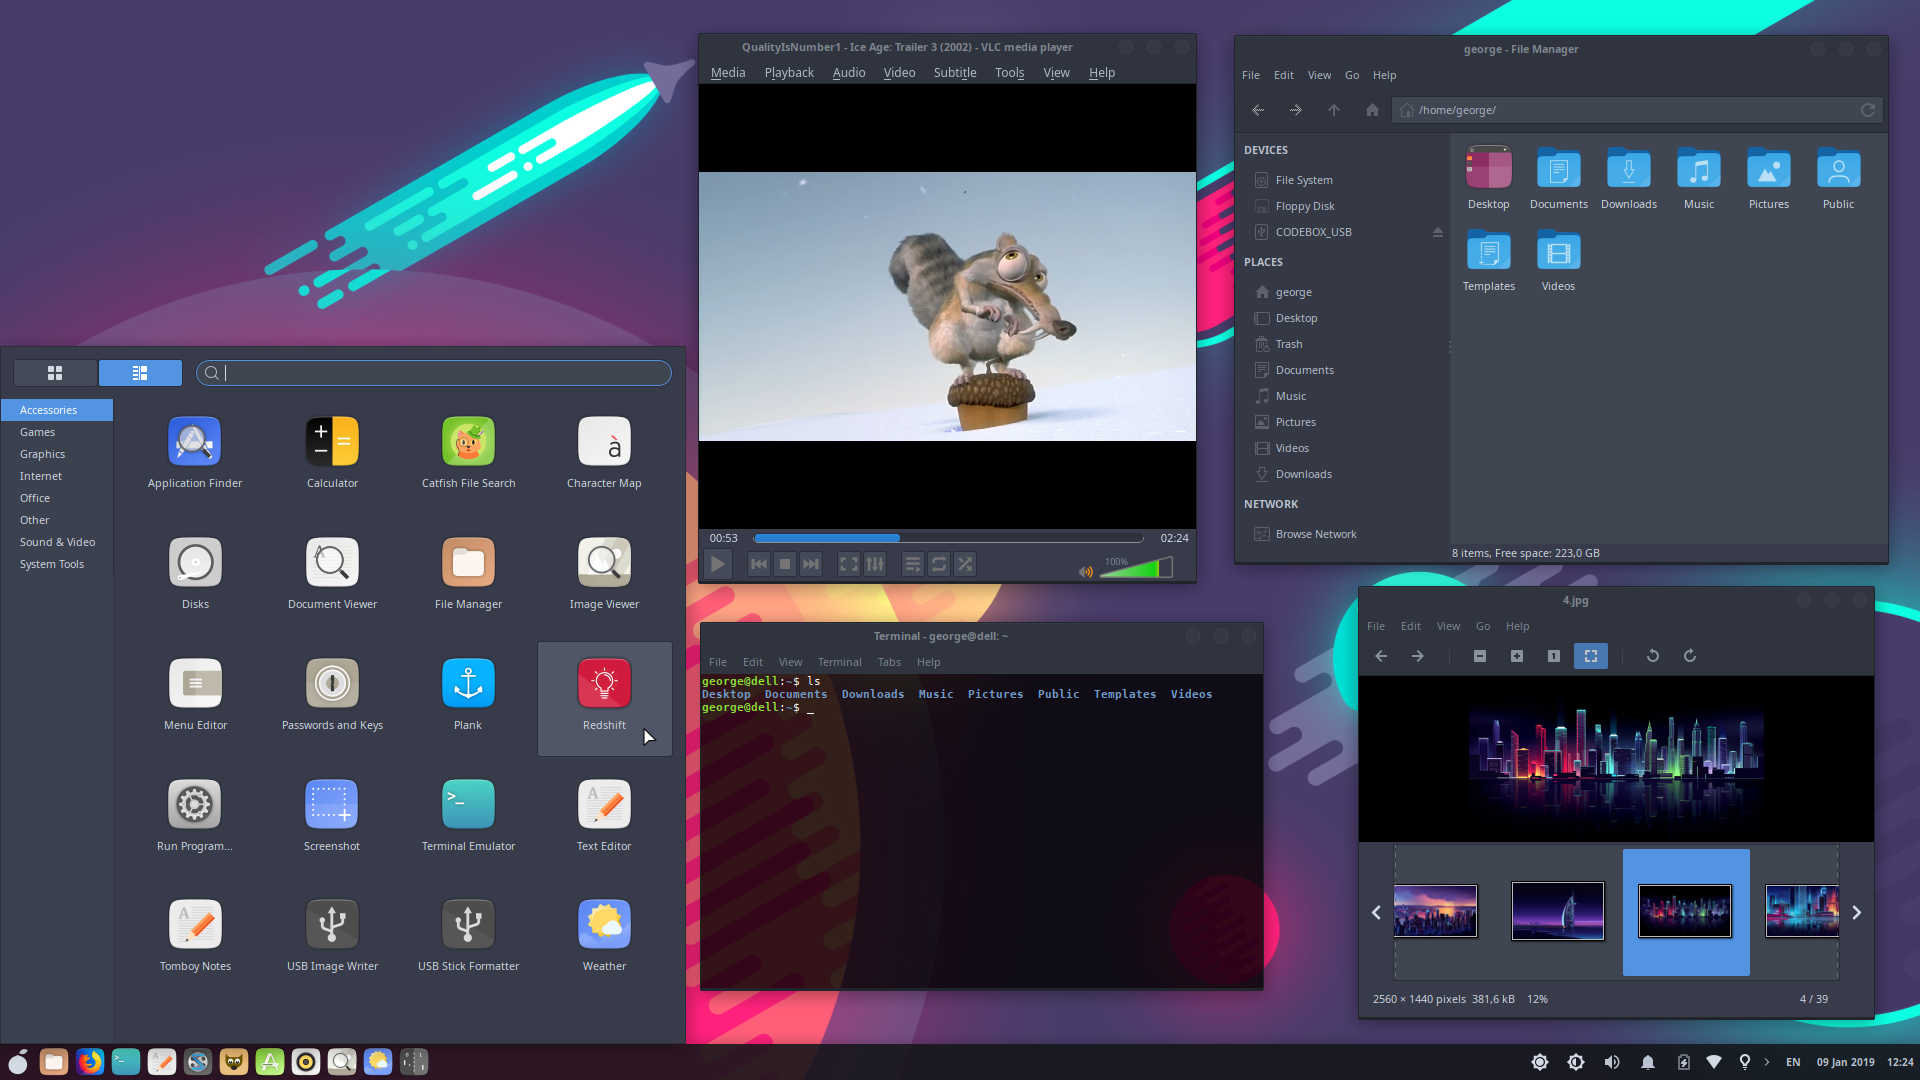 QualityIsNumber1 - Ice Age: Trailer 3 (2002) - VLC media player
Media Playback Audio Video Subtitle Tools View Help
00:53 02:24
100%
george - File Manager
File Edit View Go Help
/home/george/
DEVICES
File System
Floppy Disk
CODEBOX_USB
PLACES
george
Desktop
Trash
Documents
Music
Pictures
Videos
Downloads
NETWORK
Browse Network
Desktop Documents Downloads Music Pictures Public
Templates Videos
8 items, Free space: 223,0 GB
Accessories
Games
Graphics
Internet
Office
Other
Sound & Video
System Tools
Application Finder Calculator Catfish File Search Character Map
Disks Document Viewer File Manager Image Viewer
Menu Editor Passwords and Keys Plank Redshift
Run Program... Screenshot Terminal Emulator Text Editor
Tomboy Notes USB Image Writer USB Stick Formatter Weather
Terminal - george@dell: ~
File Edit View Terminal Tabs Help
george@dell:~$ ls
Desktop Documents Downloads Music Pictures Public Templates Videos
george@dell:~$ _
4.jpg
File Edit View Go Help
2560 × 1440 pixels 381,6 kB 12% 4 / 39
EN 09 Jan 2019 12:24